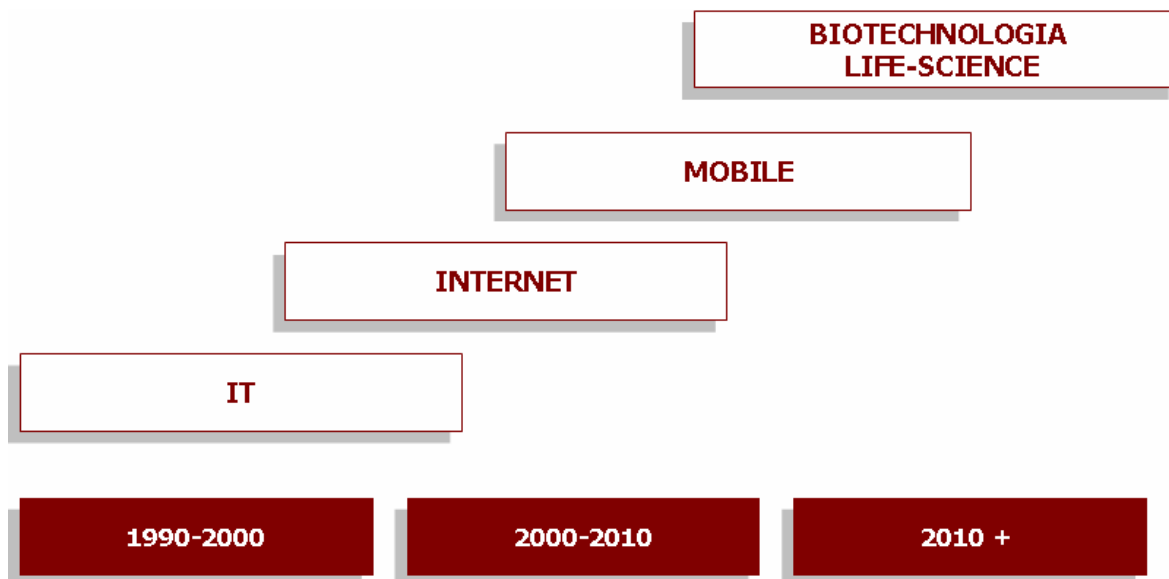 BIOTECHNOLOGIA
LIFE-SCIENCE
MOBILE
INTERNET
IT
1990-2000
2000-2010
2010 +